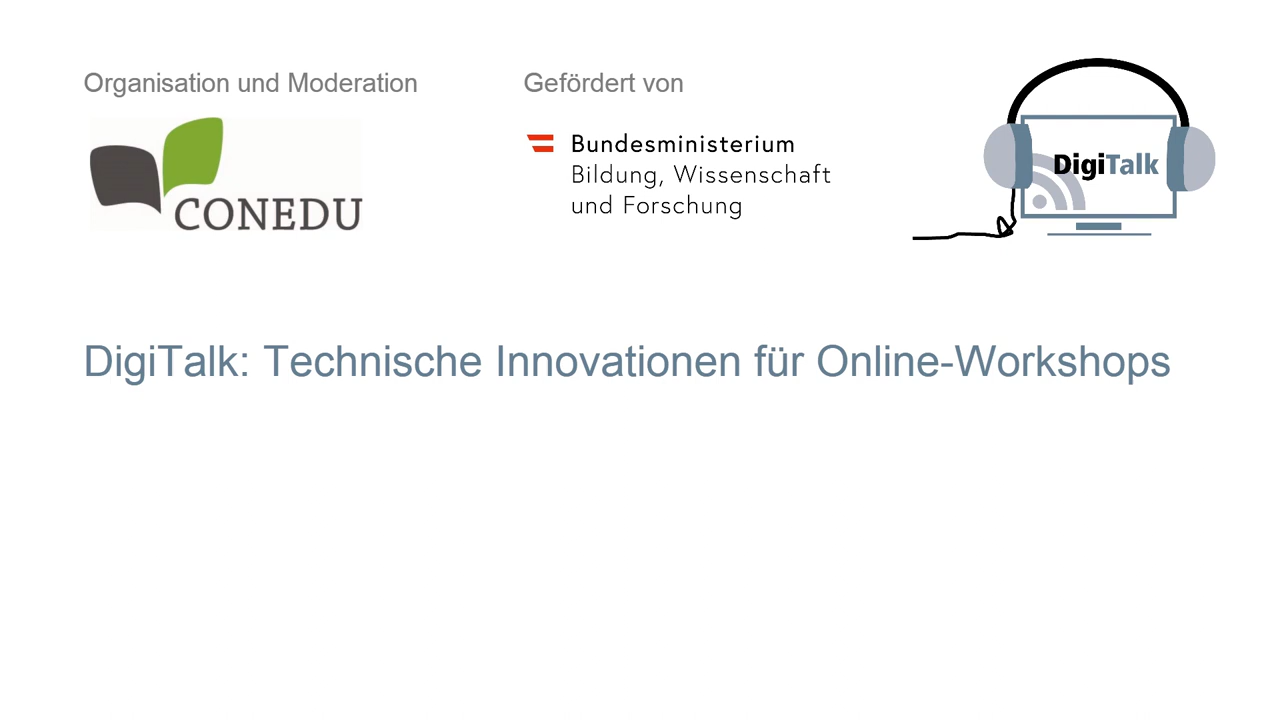 Organisation und Moderation
CONEDU
Gefördert von
Bundesministerium
Bildung, Wissenschaft
und Forschung
DigiTalk
DigiTalk: Technische Innovationen für Online-Workshops